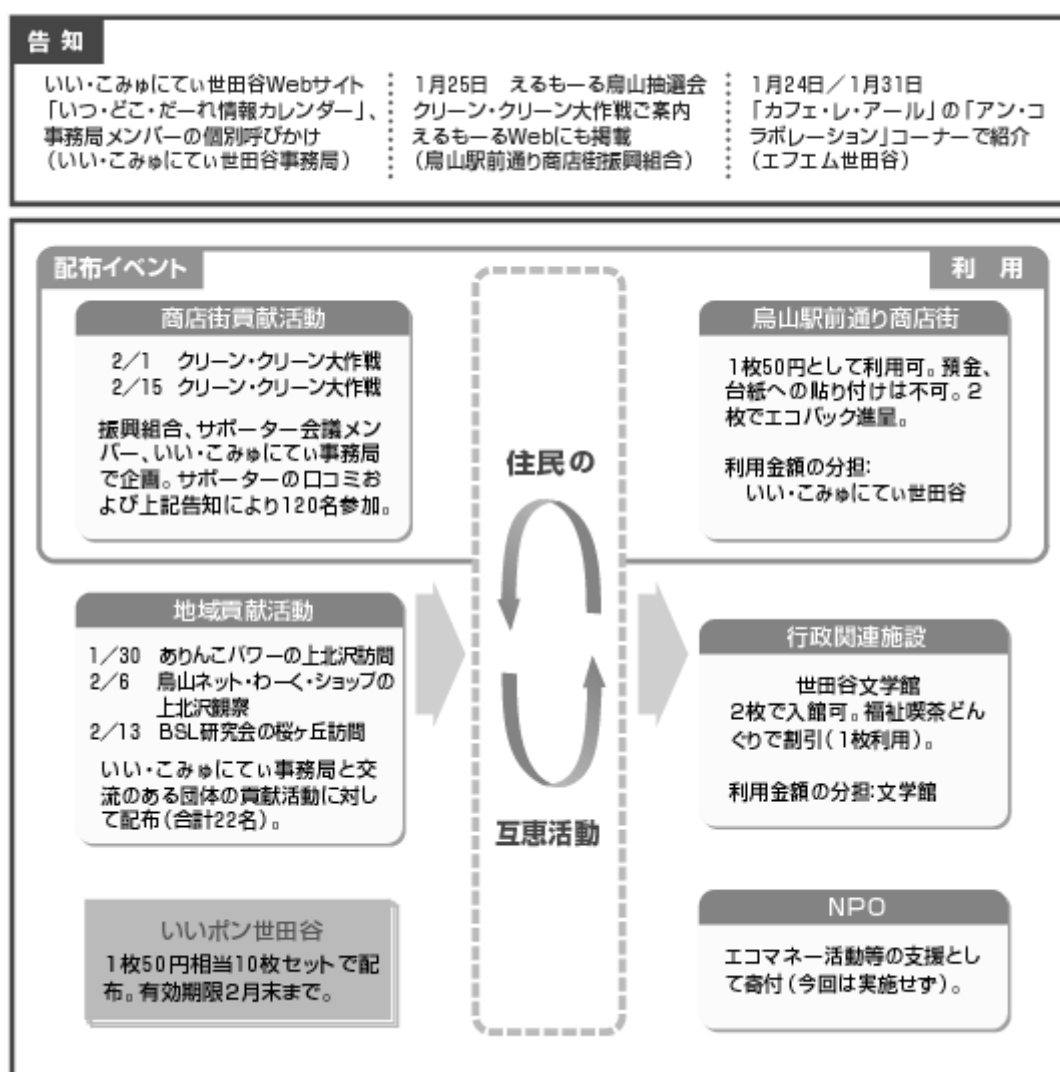 告知
いい・こみゅにてぃ世田谷Webサイト
「いつ・どこ・だーれ情報カレンダー」、
事務局メンバーの個別呼びかけ
(いい・こみゅにてぃ世田谷事務局)
1月25日 えるもーる烏山抽選会
クリーン・クリーン大作戦ご案内
えるもーるWebにも掲載
(烏山駅前通り商店街振興組合)
1月24日/1月31日
「カフェ・レ・アール」の「アン・コ
ラボレーション」コーナーで紹介
(エフエム世田谷)
配布イベント
商店街貢献活動
2/1 クリーン・クリーン大作戦
2/15 クリーン・クリーン大作戦
振興組合、サポーター会議メン
バー、いい・こみゅにてぃ事務局
で企画。サポーターの口コミお
よび上記告知により120名参加。
地域貢献活動
1/30 ありんこパワーの上北沢訪問
2/6 烏山ネット・わーく・ショップの
上北沢観察
2/13 BSL研究会の桜ヶ丘訪問
いい・こみゅにてぃ事務局と交
流のある団体の貢献活動に対し
て配布(合計22名)。
いいポン世田谷
1枚50円相当10枚セットで配
布。有効期限2月末まで。
住民の
互恵活動
利用
烏山駅前通り商店街
1枚50円として利用可。預金、
台紙への貼り付けは不可。2
枚でエコバック進呈。
利用金額の分担:
いい・こみゅにてぃ世田谷
行政関連施設
世田谷文学館
2枚で入館可。福祉喫茶どん
ぐりで割引(1枚利用)。
利用金額の分担:文学館
NPO
エコマネー活動等の支援とし
て寄付(今回は実施せず)。